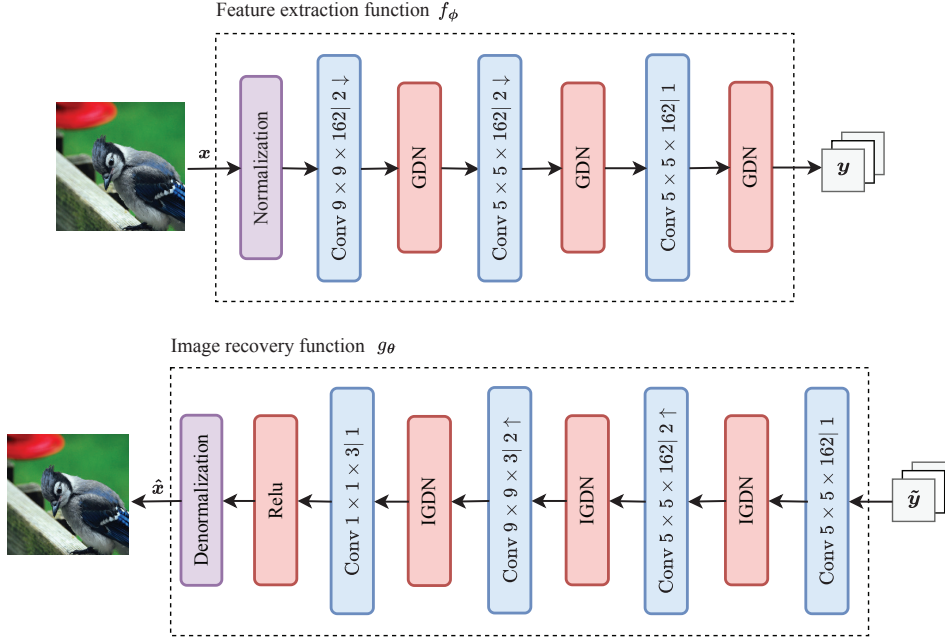 Feature extraction function f_ϕ
x
Normalization
Conv 9 × 9 × 162| 2 ↓
GDN
Conv 5 × 5 × 162| 2 ↓
GDN
Conv 5 × 5 × 162| 1
GDN
y
Image recovery function g_θ
x̂
Denormalization
Relu
Conv 1 × 1 × 3| 1
IGDN
Conv 9 × 9 × 3| 2 ↑
IGDN
Conv 5 × 5 × 162| 2 ↑
IGDN
Conv 5 × 5 × 162| 1
ỹ